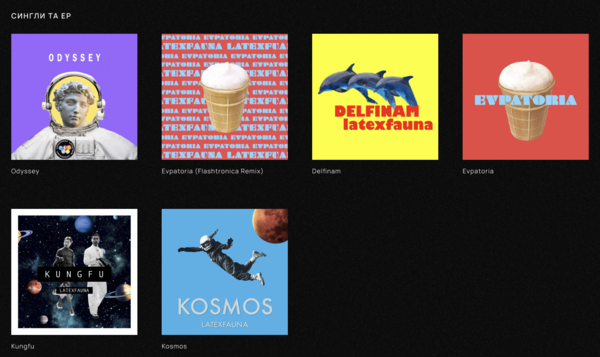 СИНГЛИ ТА EP
ODYSSEY
EVPATORIA EVPATORIA EVPATORIA
LATEXFAUNA LATEXFAUNA
DELFINAM
latexfauna
EVPATORIA
Odyssey
Evpatoria (Flashtronica Remix)
Delfinam
Evpatoria
KUNGFU
LATEXFAUNA
KOSMOS
LATEXFAUNA
Kungfu
Kosmos